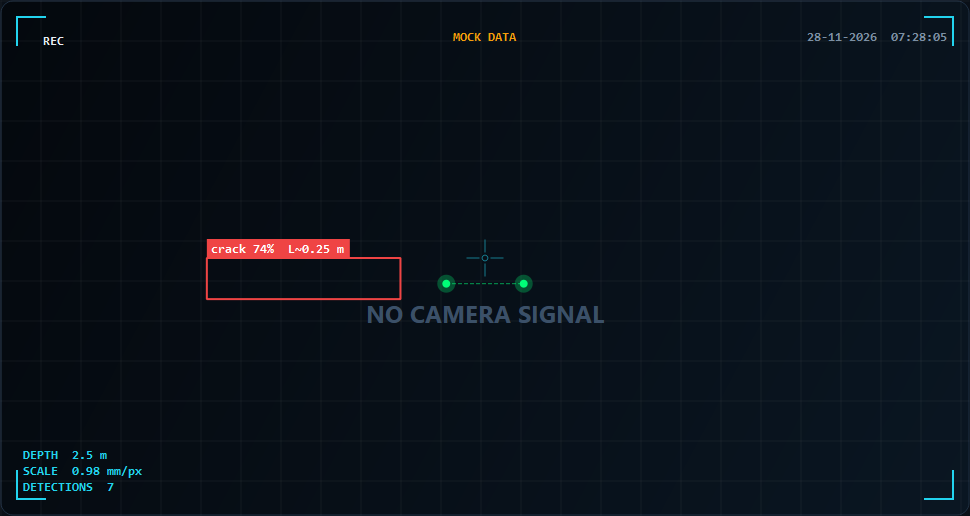 REC
MOCK DATA
28-11-2026 07:28:05
crack 74% L~0.25 m
NO CAMERA SIGNAL
DEPTH 2.5 m
SCALE 0.98 mm/px
DETECTIONS 7